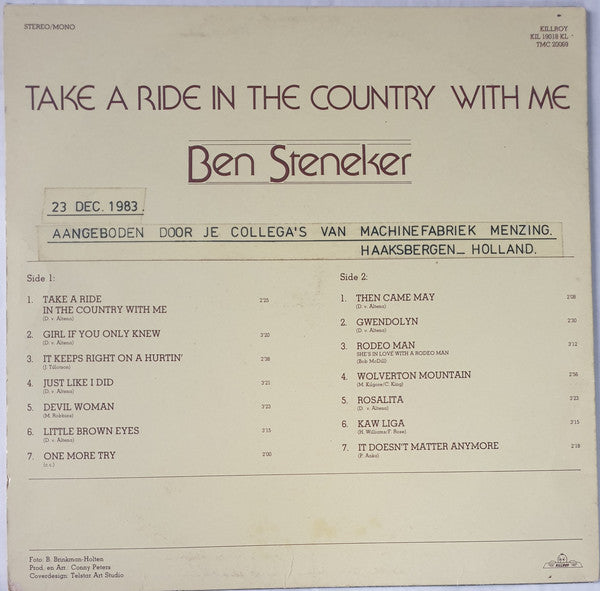 STEREO/MONO
KILLROY
KIL 19018 KL
TMC 20069
TAKE A RIDE IN THE COUNTRY WITH ME
Ben Steneker
23 DEC. 1983.
AANGEBODEN DOOR JE COLLEGA'S VAN MACHINEFABRIEK MENZING.
HAAKSBERGEN_ HOLLAND.
Side 1:
1. TAKE A RIDE
IN THE COUNTRY WITH ME 2'25
(D. v. Altena)
2. GIRL IF YOU ONLY KNEW 3'20
(D. v. Altena)
3. IT KEEPS RIGHT ON A HURTIN' 2'38
(J. Tillotson)
4. JUST LIKE I DID 3'21
(D. v. Altena)
5. DEVIL WOMAN 3'23
(M. Robbins)
6. LITTLE BROWN EYES 3'15
(D. v. Altena)
7. ONE MORE TRY 2'00
Side 2:
1. THEN CAME MAY 2'08
(D. v. Altena)
2. GWENDOLYN 2'30
(D. v. Altena)
3. RODEO MAN 3'12
SHE'S IN LOVE WITH A RODEO MAN
(Bob McDill)
4. WOLVERTON MOUNTAIN 2'56
(M. Kilgore/C. King)
5. ROSALITA 3'23
(D. v. Altena)
6. KAW LIGA 3'15
(H. Williams/F. Rose)
7. IT DOESN'T MATTER ANYMORE 2'18
(P. Anka)
Foto: B. Brinkman-Holten
Prod. en Arr.: Conny Peters
Coverdesign: Telstar Art Studio
KILLROY